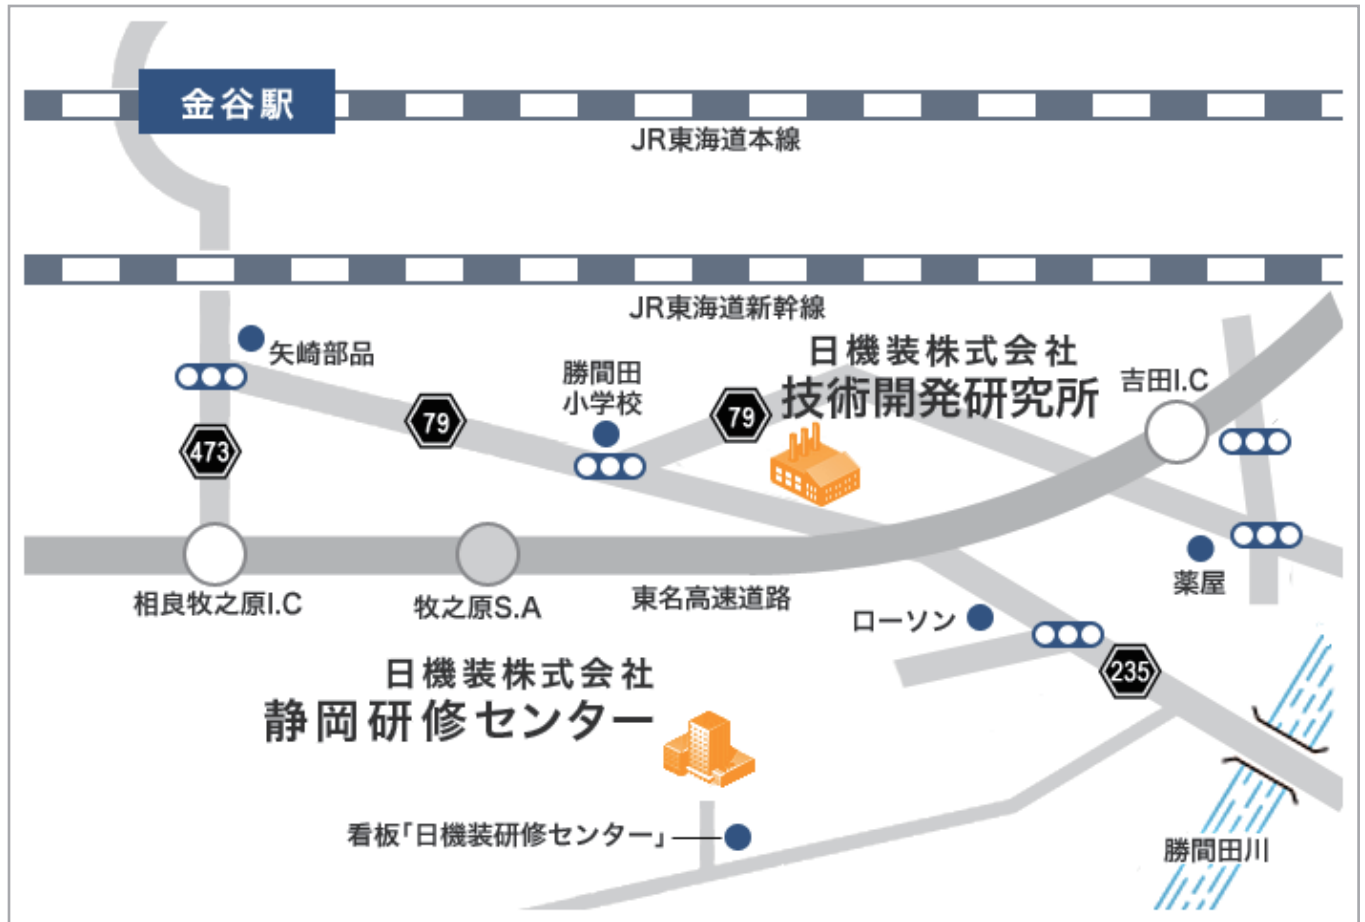 金谷駅
JR東海道本線
JR東海道新幹線
矢崎部品
勝間田
小学校
日機装株式会社
技術開発研究所
吉田I.C
79
79
473
相良牧之原I.C
牧之原S.A
東名高速道路
薬屋
ローソン
235
日機装株式会社
静岡研修センター
看板「日機装研修センター」
勝間田川